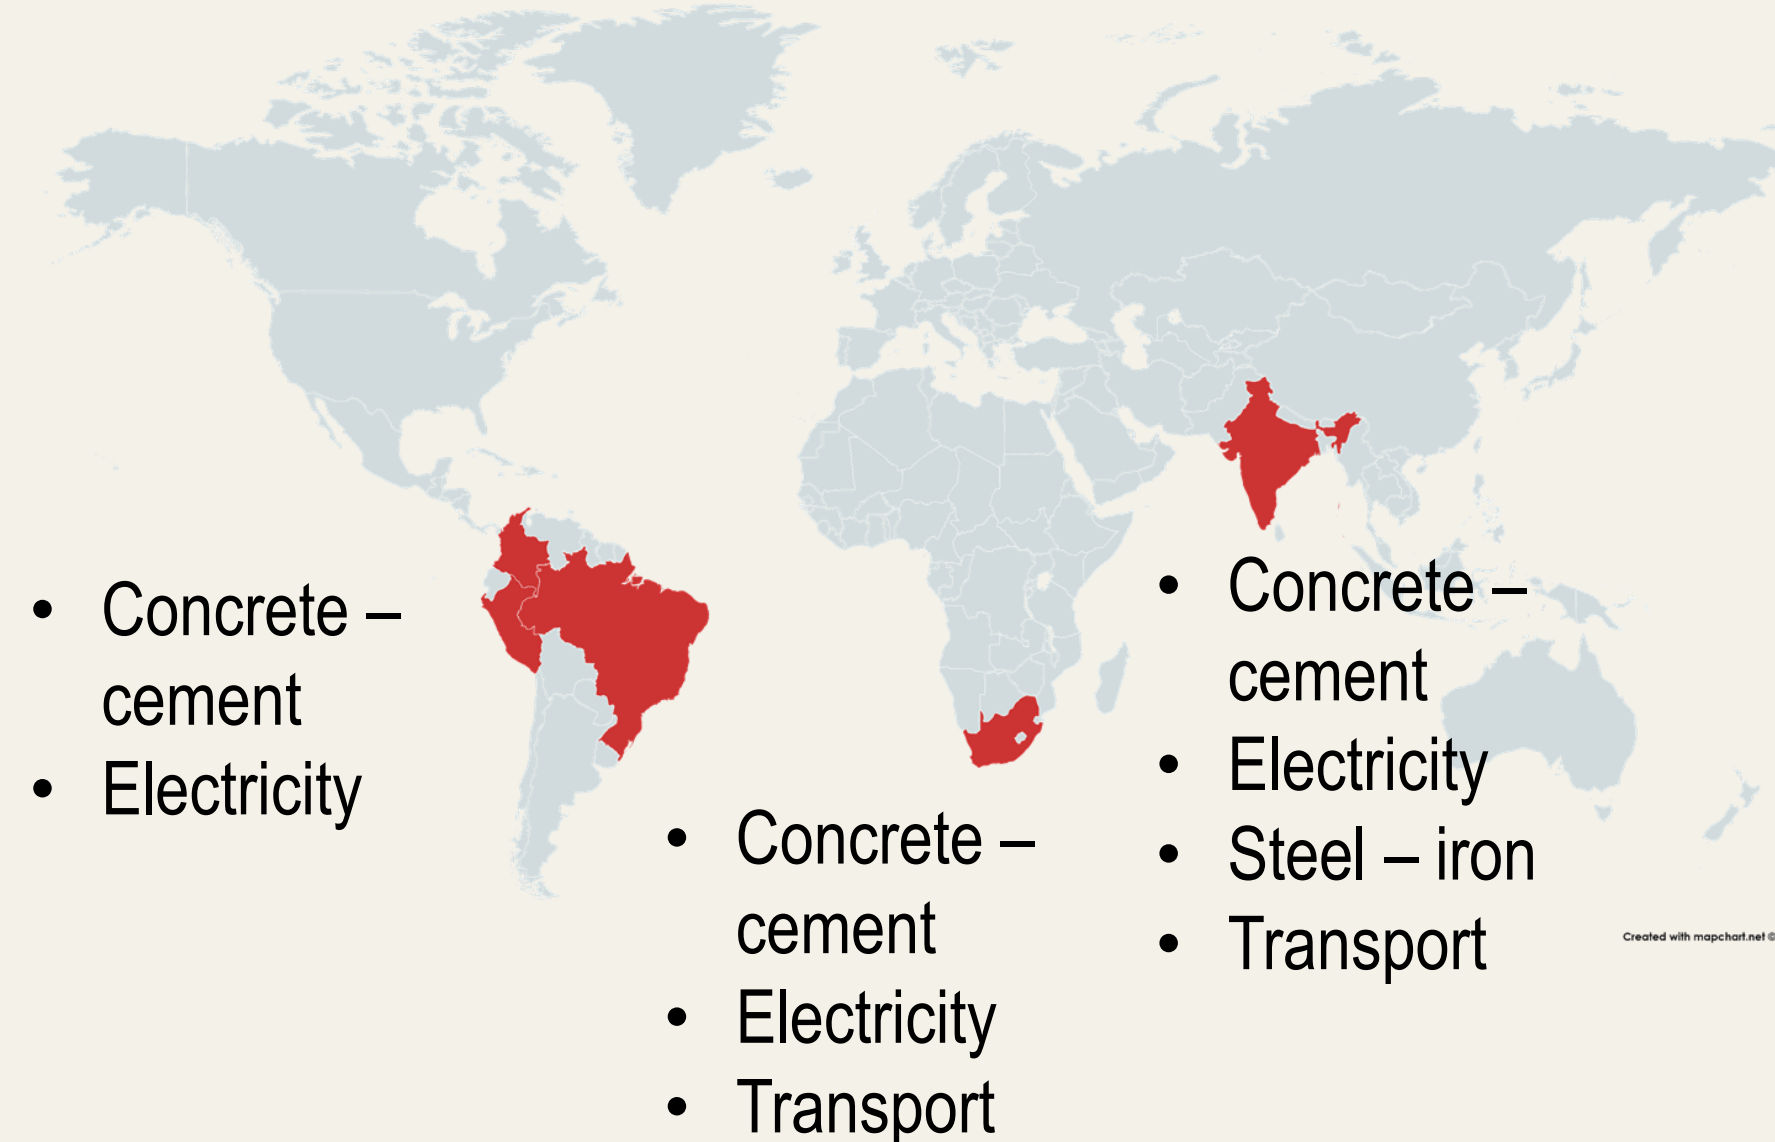 • Concrete –
cement
• Electricity
• Concrete –
cement
• Electricity
• Transport
• Concrete –
cement
• Electricity
• Steel – iron
• Transport
Created with mapchart.net ©